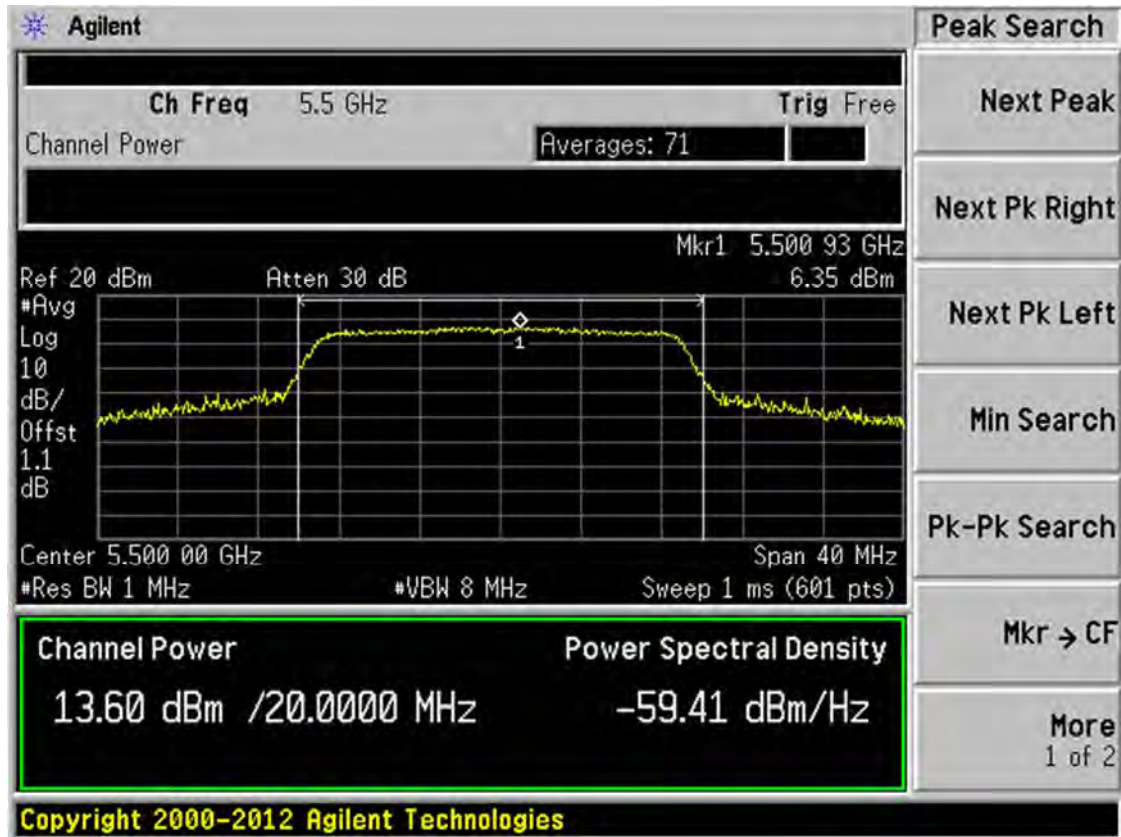 Agilent
Peak Search
Ch Freq 5.5 GHz Trig Free
Channel Power Averages: 71
Mkr1 5.500 93 GHz
Ref 20 dBm Atten 30 dB 6.35 dBm
#Avg
Log
10
dB/
Offst
1.1
dB
1
Center 5.500 00 GHz Span 40 MHz
#Res BW 1 MHz #VBW 8 MHz Sweep 1 ms (601 pts)
Channel Power Power Spectral Density
13.60 dBm /20.0000 MHz -59.41 dBm/Hz
Next Peak
Next Pk Right
Next Pk Left
Min Search
Pk-Pk Search
Mkr → CF
More
1 of 2
Copyright 2000-2012 Agilent Technologies